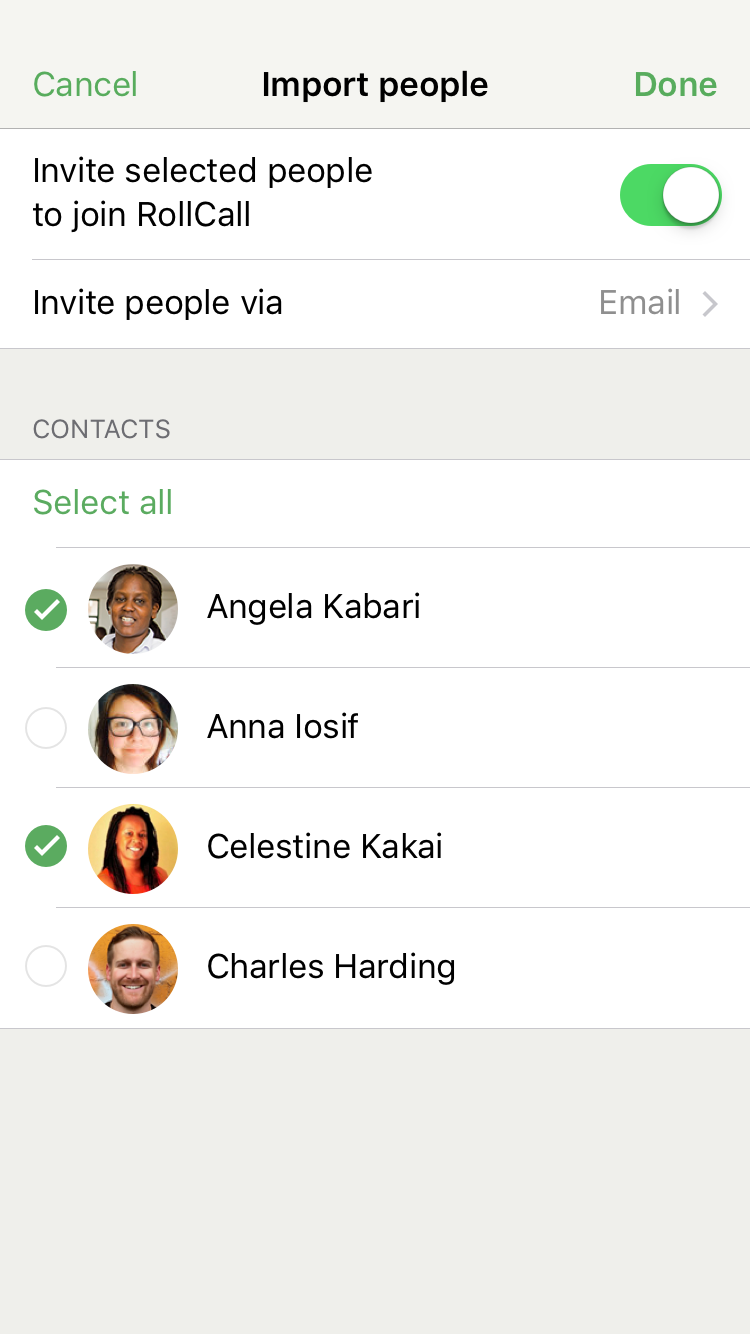 Cancel
Import people
Done
Invite selected people
to join RollCall
Invite people via
Email
CONTACTS
Select all
Angela Kabari
Anna Iosif
Celestine Kakai
Charles Harding